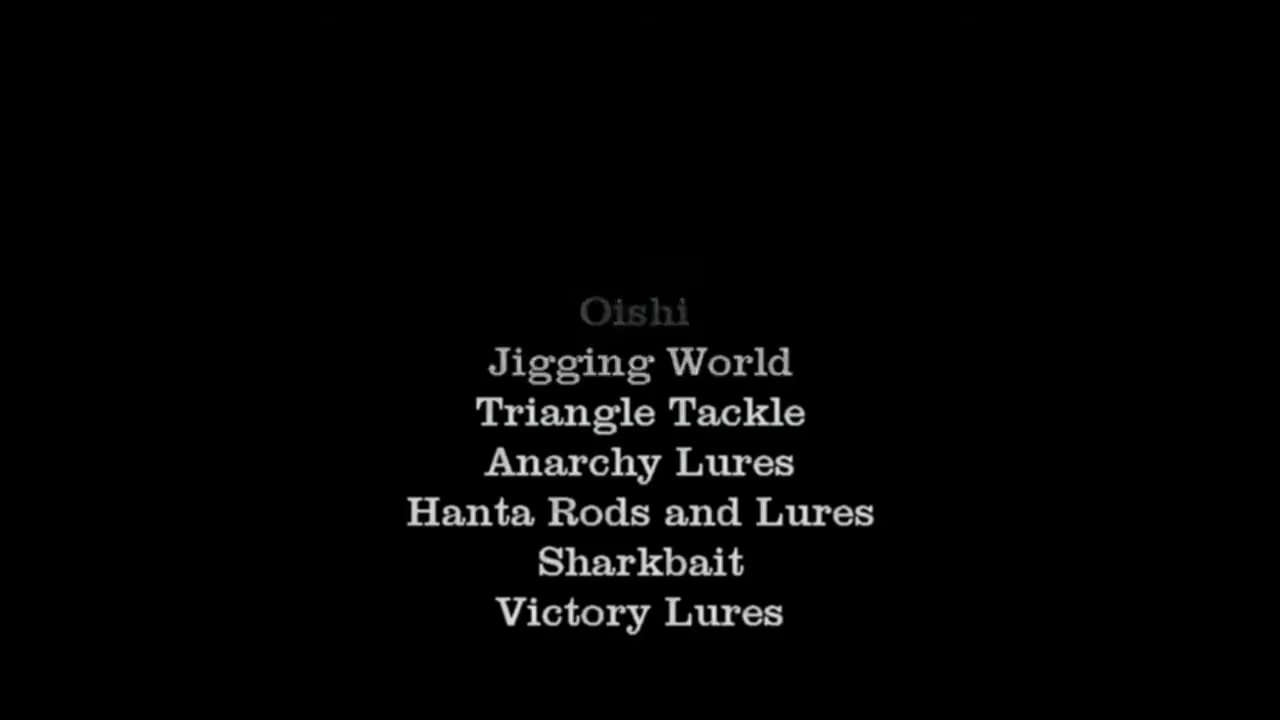 Oishi
Jigging World
Triangle Tackle
Anarchy Lures
Hanta Rods and Lures
Sharkbait
Victory Lures